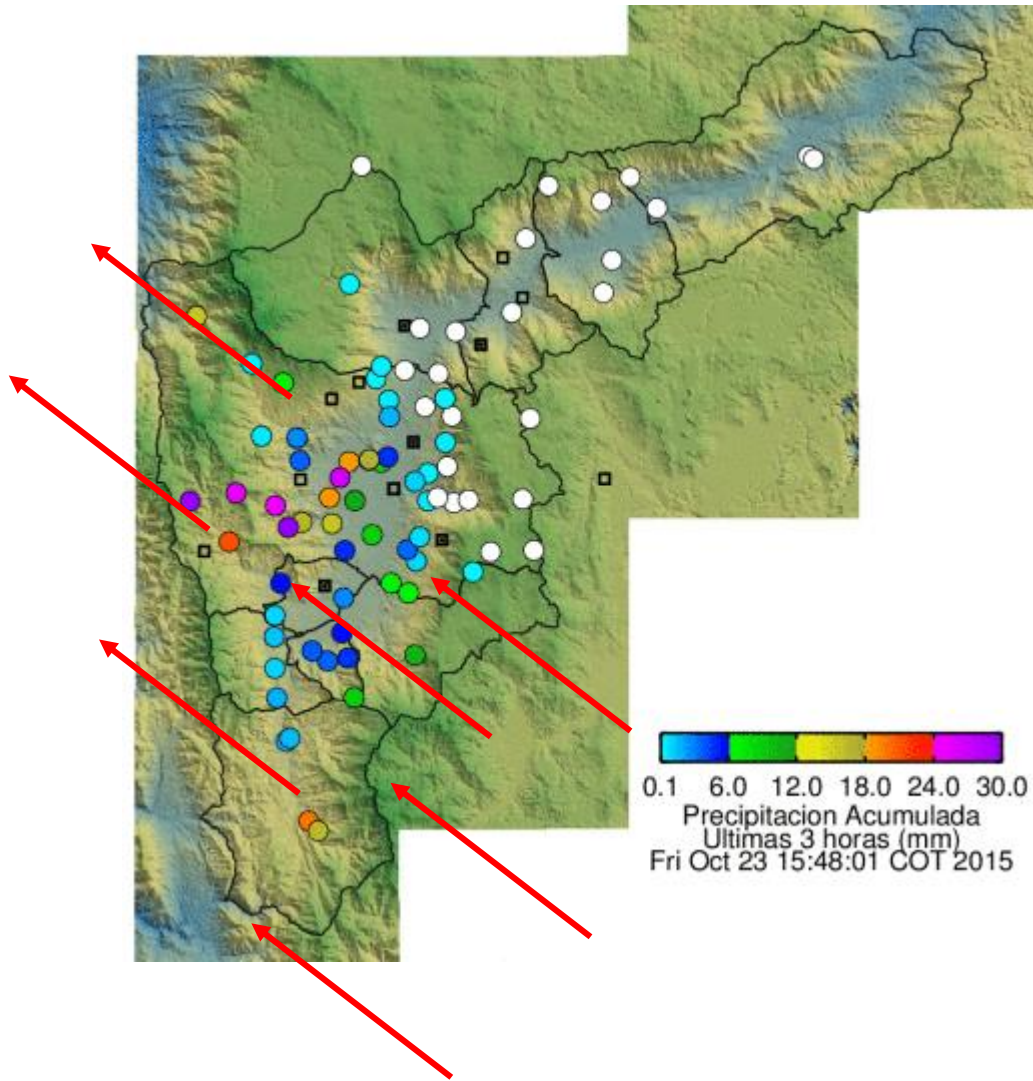 0.1 6.0 12.0 18.0 24.0 30.0
Precipitacion Acumulada
Ultimas 3 horas (mm)
Fri Oct 23 15:48:01 COT 2015